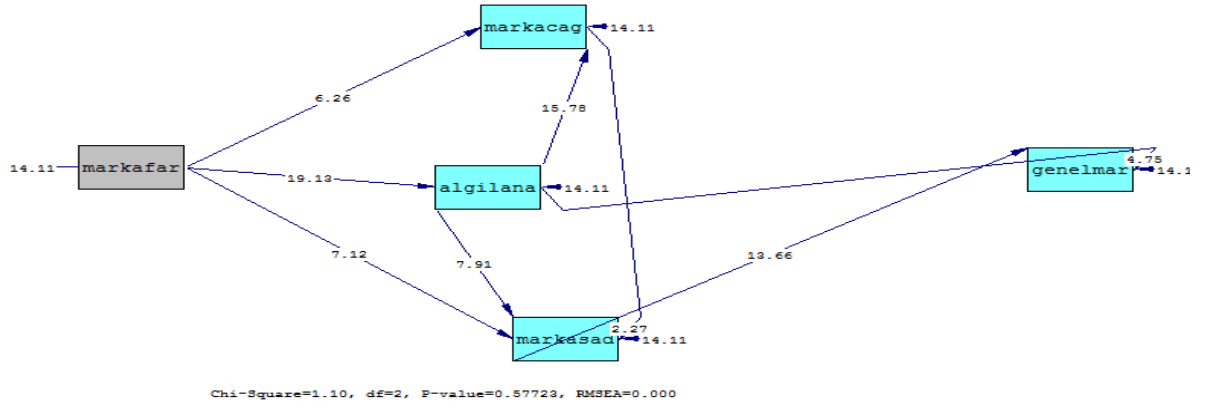 markacag
14.11
6.26
15.78
14.11
markafar
19.13
algilana
14.11
4.75
genelmar
14.1
7.12
7.91
13.66
2.27
markasad
14.11
Chi-Square=1.10, df=2, P-value=0.57723, RMSEA=0.000